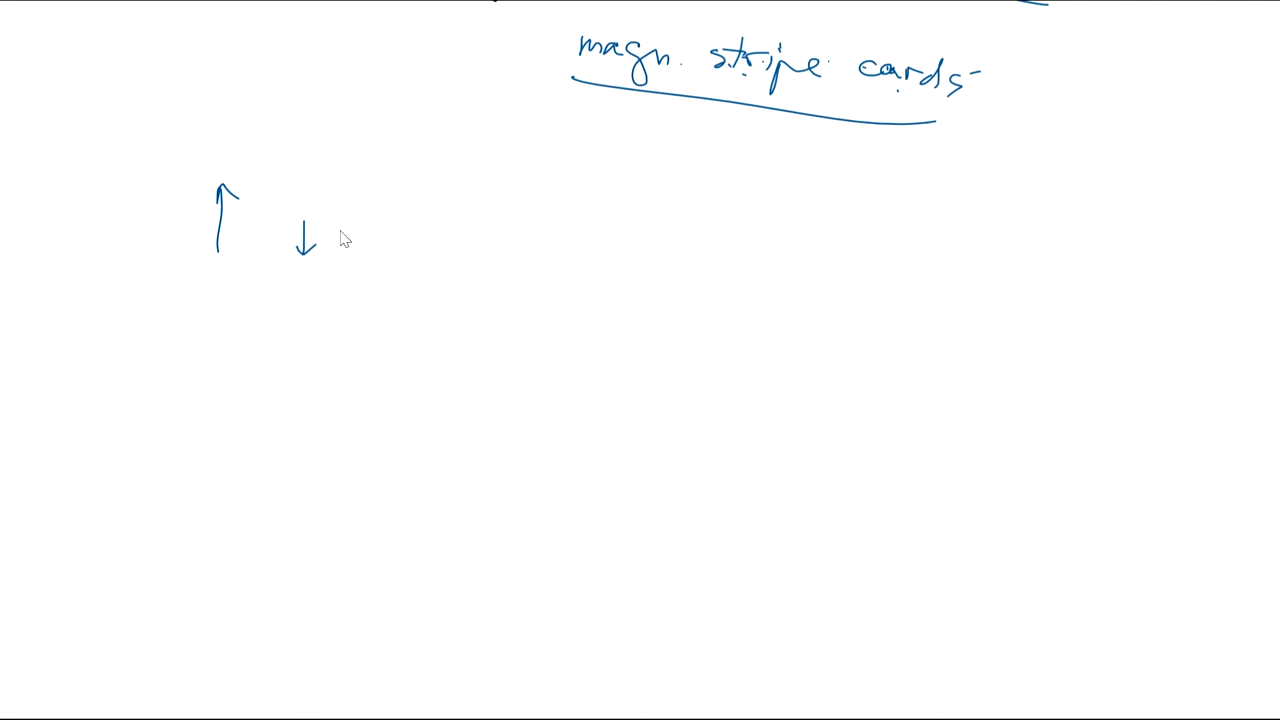 magn. stripe cards
↑ ↓